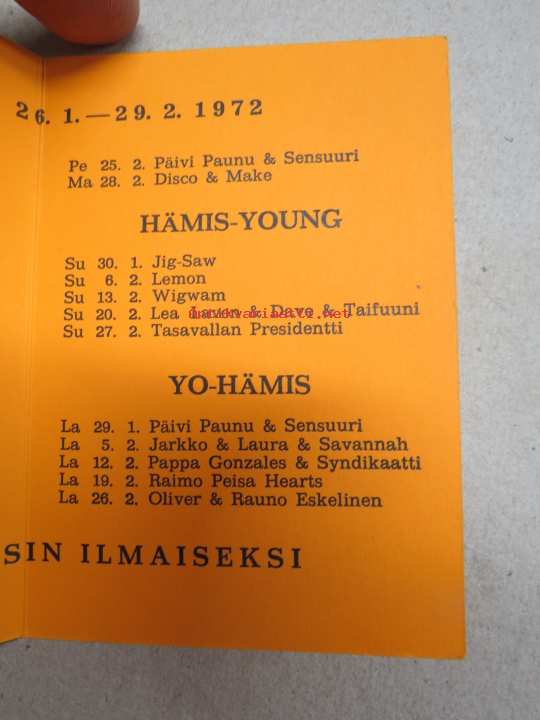 26. 1.—29. 2. 1972
Pe 25. 2. Päivi Paunu & Sensuuri
Ma 28. 2. Disco & Make
HÄMIS-YOUNG
Su 30. 1. Jig-Saw
Su 6. 2. Lemon
Su 13. 2. Wigwam
Su 20. 2. Lea Laven & Dave & Taifuuni
Su 27. 2. Tasavallan Presidentti
YO-HÄMIS
La 29. 1. Päivi Paunu & Sensuuri
La 5. 2. Jarkko & Laura & Savannah
La 12. 2. Pappa Gonzales & Syndikaatti
La 19. 2. Raimo Peisa Hearts
La 26. 2. Oliver & Rauno Eskelinen
SIN ILMAISEKSI